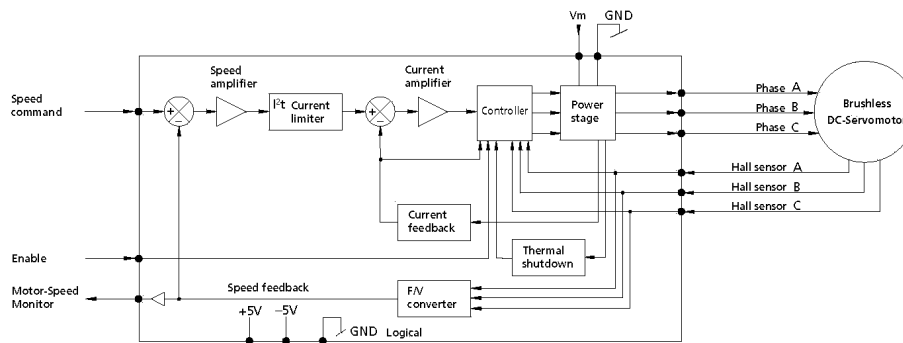 Vm
GND
Speed
amplifier
Current
amplifier
Speed
command
+
−
I²t Current
limiter
+
−
Controller
Power
stage
Phase A
Phase B
Phase C
Brushless
DC-Servomotor
Hall sensor A
Hall sensor B
Hall sensor C
Current
feedback
Thermal
shutdown
Enable
Motor-Speed
Monitor
Speed feedback
F/V
converter
+5V
−5V
GND Logical